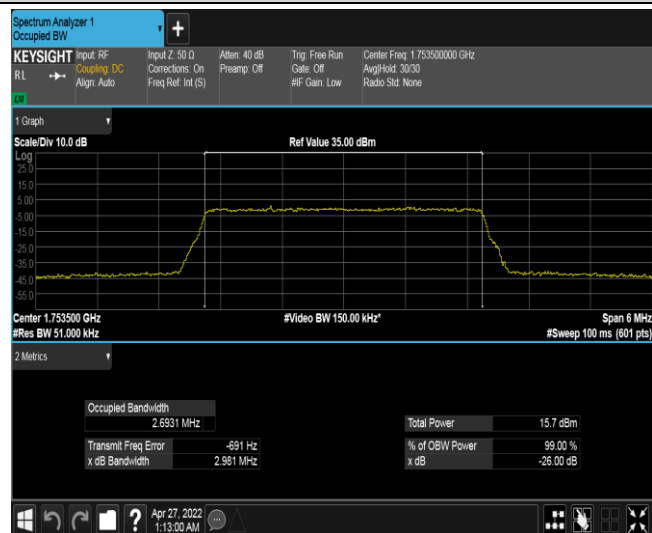 Spectrum Analyzer 1
Occupied BW
+
KEYSIGHT Input: RF Input Z: 50 Ω Atten: 40 dB Trig: Free Run Center Freq: 1.753500000 GHz
RL Coupling: DC Corrections: On Preamp: Off Gate: Off Avg|Hold: 30/30
Align: Auto Freq Ref: Int (S) #IF Gain: Low Radio Std: None
1 Graph
Scale/Div 10.0 dB Ref Value 35.00 dBm
Log
25.0
15.0
5.00
-5.00
-15.0
-25.0
-35.0
-45.0
-55.0
Center 1.753500 GHz #Video BW 150.00 kHz* Span 6 MHz
#Res BW 51.000 kHz #Sweep 100 ms (601 pts)
2 Metrics
Occupied Bandwidth
2.6931 MHz Total Power 15.7 dBm
Transmit Freq Error -691 Hz % of OBW Power 99.00 %
x dB Bandwidth 2.981 MHz x dB -26.00 dB
? Apr 27, 2022
1:13:00 AM